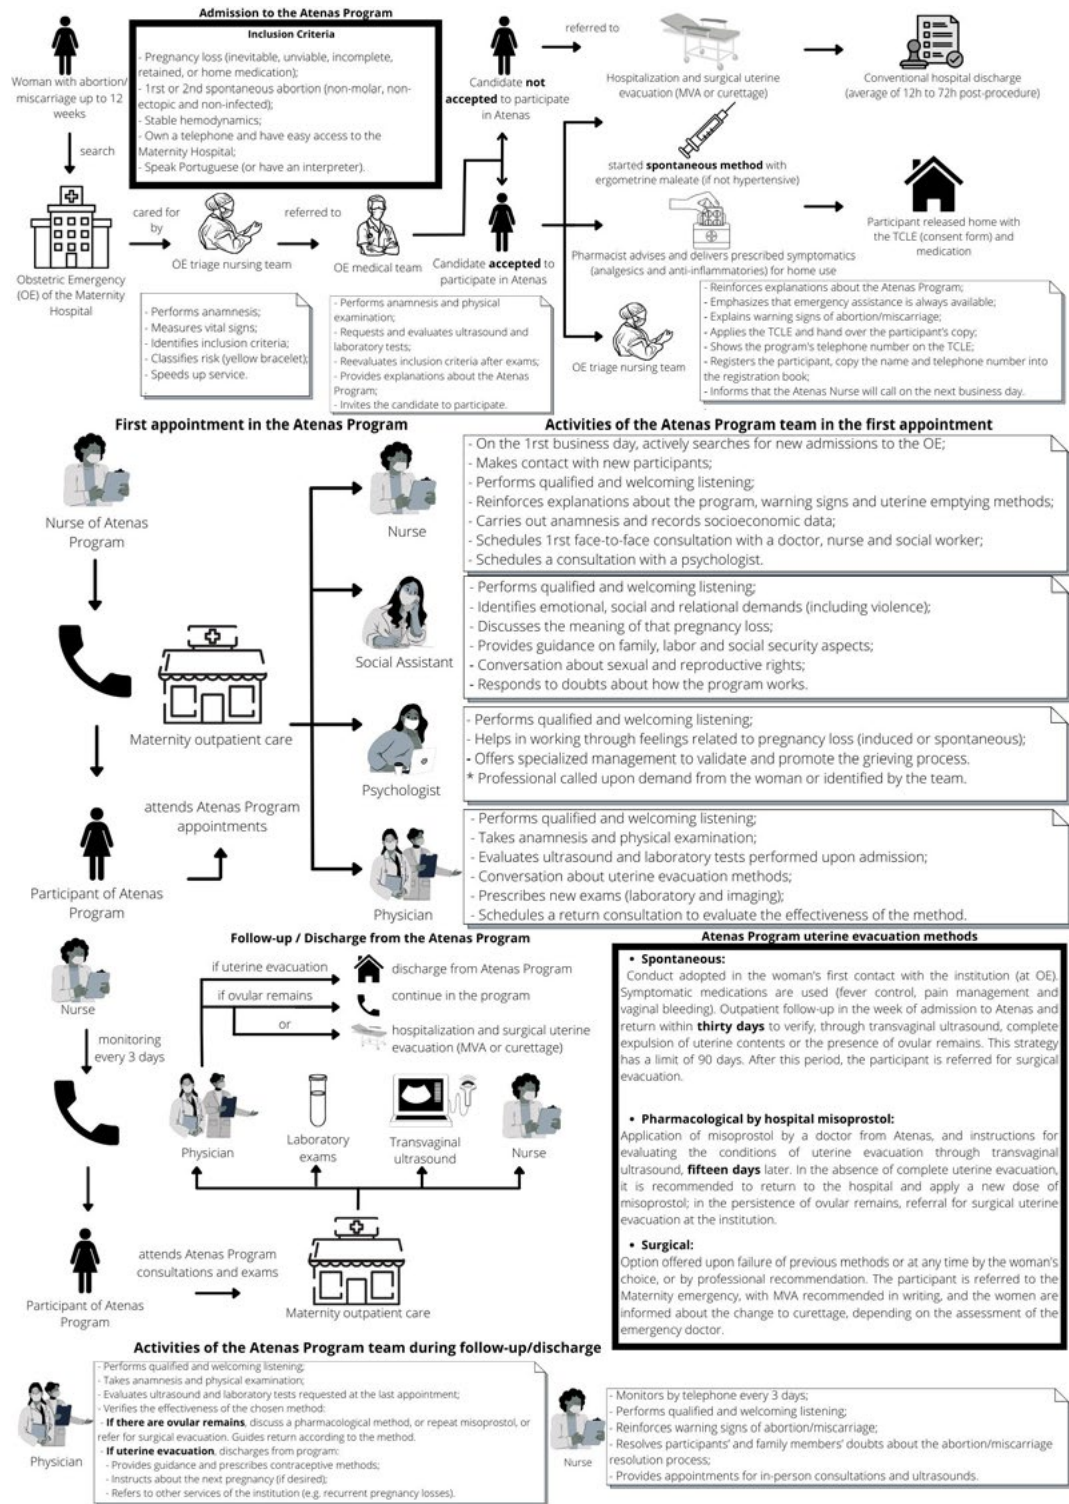 Admission to the Atenas Program
Woman with abortion/
miscarriage up to 12
weeks
search
Obstetric Emergency
(OE) of the Maternity
Hospital
Inclusion Criteria
- Pregnancy loss (inevitable, unviable, incomplete,
retained, or home medication);
- 1rst or 2nd spontaneous abortion (non-molar, non-
ectopic and non-infected);
- Stable hemodynamics;
- Own a telephone and have easy access to the
Maternity Hospital;
- Speak Portuguese (or have an interpreter).
cared for
by
OE triage nursing team
referred to
OE medical team
- Performs anamnesis;
- Measures vital signs;
- Identifies inclusion criteria;
- Classifies risk (yellow bracelet);
- Speeds up service.
- Performs anamnesis and physical
examination;
- Requests and evaluates ultrasound and
laboratory tests;
- Reevaluates inclusion criteria after exams;
- Provides explanations about the Atenas
Program;
- Invites the candidate to participate.
Candidate not
accepted to participate
in Atenas
Candidate accepted to
participate in Atenas
referred to
Hospitalization and surgical uterine
evacuation (MVA or curettage)
Conventional hospital discharge
(average of 12h to 72h post-procedure)
started spontaneous method with
ergometrine maleate (if not hypertensive)
Pharmacist advises and delivers prescribed symptomatics
(analgesics and anti-inflammatories) for home use
Participant released home with
the TCLE (consent form) and
medication
OE triage nursing team
- Reinforces explanations about the Atenas Program;
- Emphasizes that emergency assistance is always available;
- Explains warning signs of abortion/miscarriage;
- Applies the TCLE and hand over the participant's copy;
- Shows the program's telephone number on the TCLE;
- Registers the participant, copy the name and telephone number into
the registration book;
- Informs that the Atenas Nurse will call on the next business day.
First appointment in the Atenas Program
Nurse of Atenas
Program
Participant of Atenas
Program
attends Atenas Program
appointments
Maternity outpatient care
Activities of the Atenas Program team in the first appointment
Nurse
- On the 1rst business day, actively searches for new admissions to the OE;
- Makes contact with new participants;
- Performs qualified and welcoming listening;
- Reinforces explanations about the program, warning signs and uterine emptying methods;
- Carries out anamnesis and records socioeconomic data;
- Schedules 1rst face-to-face consultation with a doctor, nurse and social worker;
- Schedules a consultation with a psychologist.
Social Assistant
- Performs qualified and welcoming listening;
- Identifies emotional, social and relational demands (including violence);
- Discusses the meaning of that pregnancy loss;
- Provides guidance on family, labor and social security aspects;
- Conversation about sexual and reproductive rights;
- Responds to doubts about how the program works.
Psychologist
- Performs qualified and welcoming listening;
- Helps in working through feelings related to pregnancy loss (induced or spontaneous);
- Offers specialized management to validate and promote the grieving process.
* Professional called upon demand from the woman or identified by the team.
Physician
- Performs qualified and welcoming listening;
- Takes anamnesis and physical examination;
- Evaluates ultrasound and laboratory tests performed upon admission;
- Conversation about uterine evacuation methods;
- Prescribes new exams (laboratory and imaging);
- Schedules a return consultation to evaluate the effectiveness of the method.
Follow-up / Discharge from the Atenas Program
Nurse
monitoring
every 3 days
Participant of Atenas
Program
attends Atenas Program
consultations and exams
Maternity outpatient care
if uterine evacuation
discharge from Atenas Program
if ovular remains
continue in the program
or
hospitalization and surgical uterine
evacuation (MVA or curettage)
Physician
Laboratory
exams
Transvaginal
ultrasound
Nurse
Atenas Program uterine evacuation methods
• Spontaneous:
Conduct adopted in the woman's first contact with the institution (at OE).
Symptomatic medications are used (fever control, pain management and
vaginal bleeding). Outpatient follow-up in the week of admission to Atenas and
return within thirty days to verify, through transvaginal ultrasound, complete
expulsion of uterine contents or the presence of ovular remains. This strategy
has a limit of 90 days. After this period, the participant is referred for surgical
evacuation.
• Pharmacological by hospital misoprostol:
Application of misoprostol by a doctor from Atenas, and instructions for
evaluating the conditions of uterine evacuation through transvaginal
ultrasound, fifteen days later. In the absence of complete uterine evacuation,
it is recommended to return to the hospital and apply a new dose of
misoprostol; in the persistence of ovular remains, referral for surgical uterine
evacuation at the institution.
• Surgical:
Option offered upon failure of previous methods or at any time by the woman's
choice, or by professional recommendation. The participant is referred to the
Maternity emergency, with MVA recommended in writing, and the women are
informed about the change to curettage, depending on the assessment of the
emergency doctor.
Activities of the Atenas Program team during follow-up/discharge
Physician
- Performs qualified and welcoming listening;
- Takes anamnesis and physical examination;
- Evaluates ultrasound and laboratory tests requested at the last appointment;
- Verifies the effectiveness of the chosen method:
- If there are ovular remains, discuss a pharmacological method, or repeat misoprostol, or
refer for surgical evacuation. Guides return according to the method.
- If uterine evacuation, discharges from program:
- Provides guidance and prescribes contraceptive methods;
- Instructs about the next pregnancy (if desired);
- Refers to other services of the institution (e.g. recurrent pregnancy losses).
Nurse
- Monitors by telephone every 3 days;
- Performs qualified and welcoming listening;
- Reinforces warning signs of abortion/miscarriage;
- Resolves participants' and family members' doubts about the abortion/miscarriage
resolution process;
- Provides appointments for in-person consultations and ultrasounds.